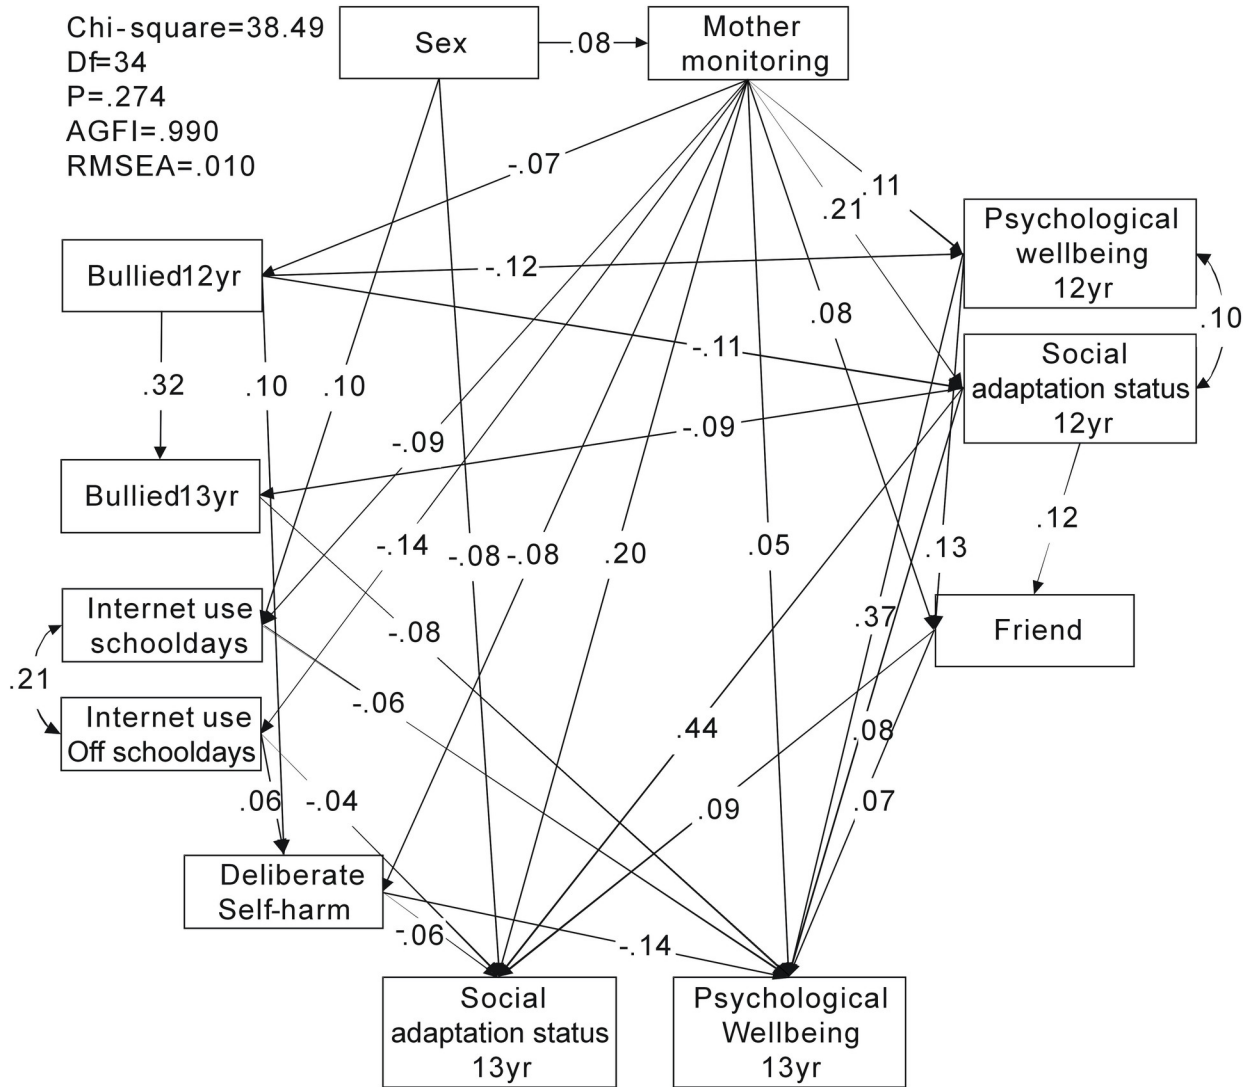 Chi-square=38.49
Df=34
P=.274
AGFI=.990
RMSEA=.010
Sex
.08
Mother
monitoring
-.07
.11
.21
Psychological
wellbeing
12yr
Bullied12yr
-.12
.08
.10
-.11
Social
adaptation status
12yr
.32
.10
.10
-.09
-.09
Bullied13yr
.12
-.14
-.08
-.08
.20
.05
.13
Internet use
schooldays
-.08
.37
Friend
.21
-.06
Internet use
Off schooldays
.44
.08
.06
-.04
.09
.07
Deliberate
Self-harm
-.06
-.14
Social
adaptation status
13yr
Psychological
Wellbeing
13yr